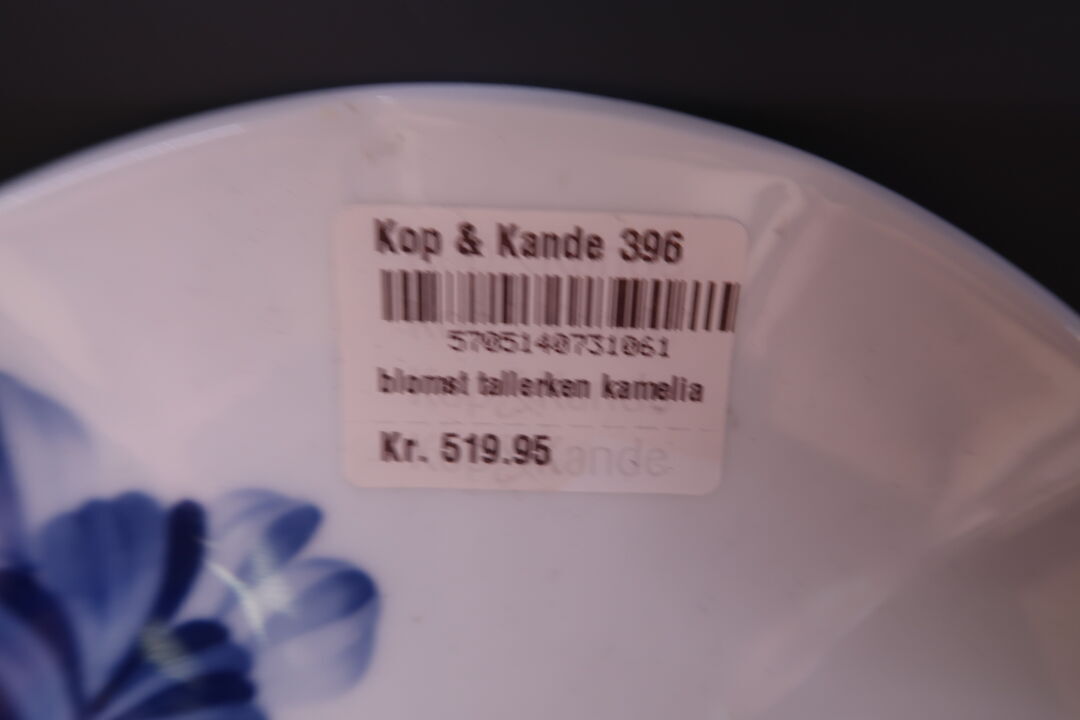 Kop & Kande 396
5705140731061
blomst tallerken kamelia
Kr. 519.95